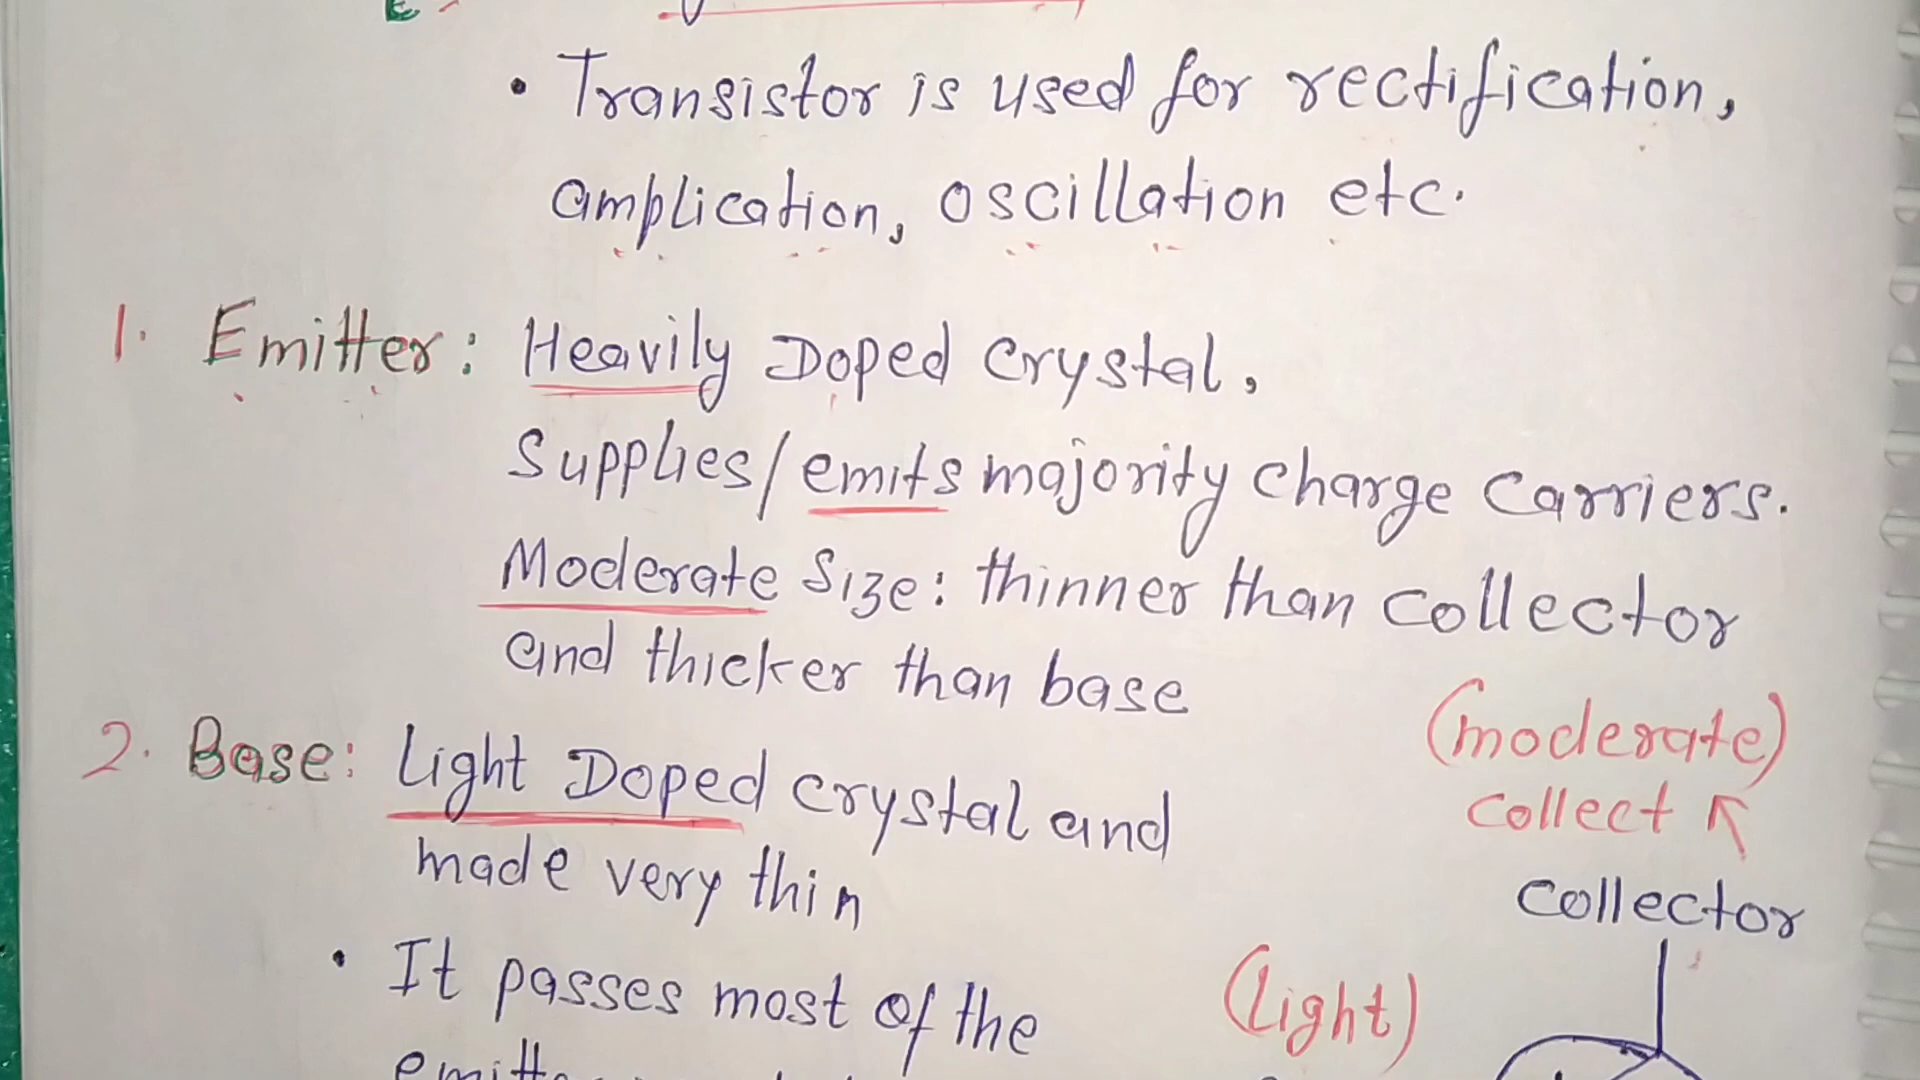 • Transistor is used for rectification,
amplication, oscillation etc.
1. Emitter: Heavily Doped crystal,
Supplies/emits majority charge carriers.
Moderate size: thinner than collector
and thicker than base
2. Base: Light Doped crystal and
made very thin
(moderate)
collect ↖
collector
• It passes most of the
(Light)